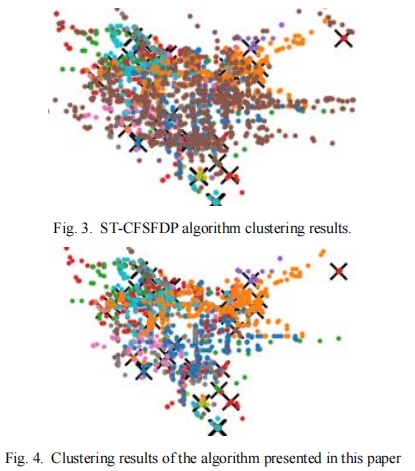 Fig. 3. ST-CFSFDP algorithm clustering results.
Fig. 4. Clustering results of the algorithm presented in this paper